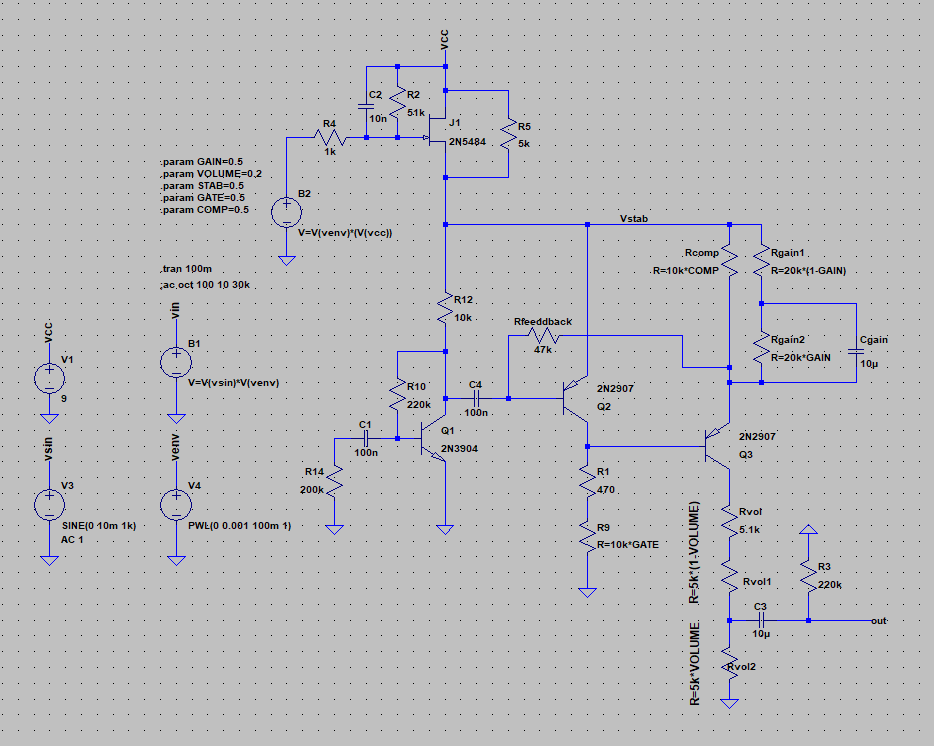 VCC
C2
R2
10n
51k
J1
2N5484
R4
1k
R5
5k
.param GAIN=0.5
.param VOLUME=0.2
.param STAB=0.5
.param GATE=0.5
.param COMP=0.5
B2
V=V(venv)*(V(vcc))
Vstab
Rcomp
R=10k*COMP
Rgain1
R=20k*(1-GAIN)
.tran 100m
.ac oct 100 10 30k
R12
10k
Rfeeddback
47k
Rgain2
R=20k*GAIN
Cgain
10µ
VCC
V1
9
vin
B1
V=V(vsin)*V(venv)
R10
220k
C4
100n
2N2907
Q2
C1
100n
Q1
2N3904
2N2907
Q3
vsin
V3
SINE(0 10m 1k)
AC 1
venv
V4
PWL(0 0.001 100m 1)
R14
200k
R1
470
R9
R=10k*GATE
Rvol
5.1k
R=5k*(1-VOLUME)
Rvol1
R3
220k
C3
10µ
out
R=5k*VOLUME
Rvol2